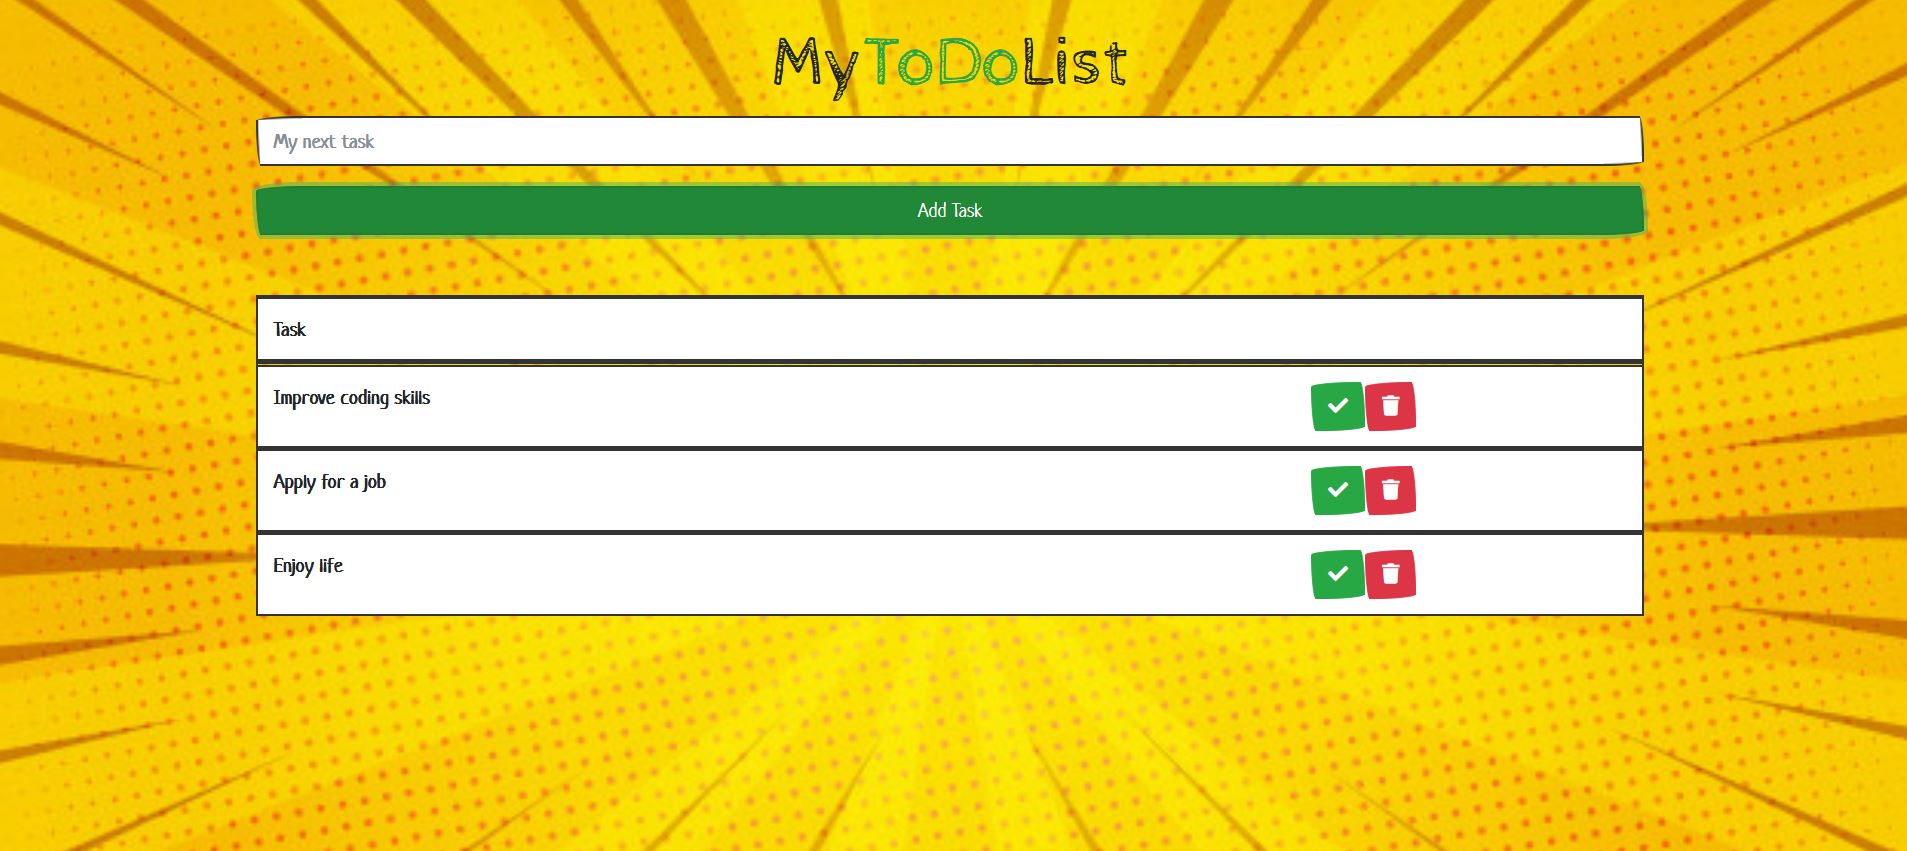 MyToDoList
My next task
Add Task
Task
Improve coding skills
Apply for a job
Enjoy life